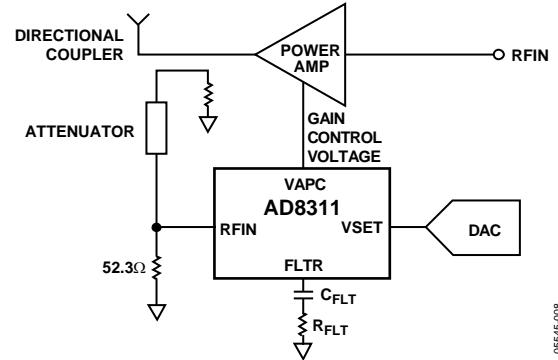 DIRECTIONAL
COUPLER
POWER
AMP
RFIN
ATTENUATOR
GAIN
CONTROL
VOLTAGE
VAPC
AD8311
RFIN
VSET
DAC
FLTR
52.3Ω
CFLT
RFLT
05545-008